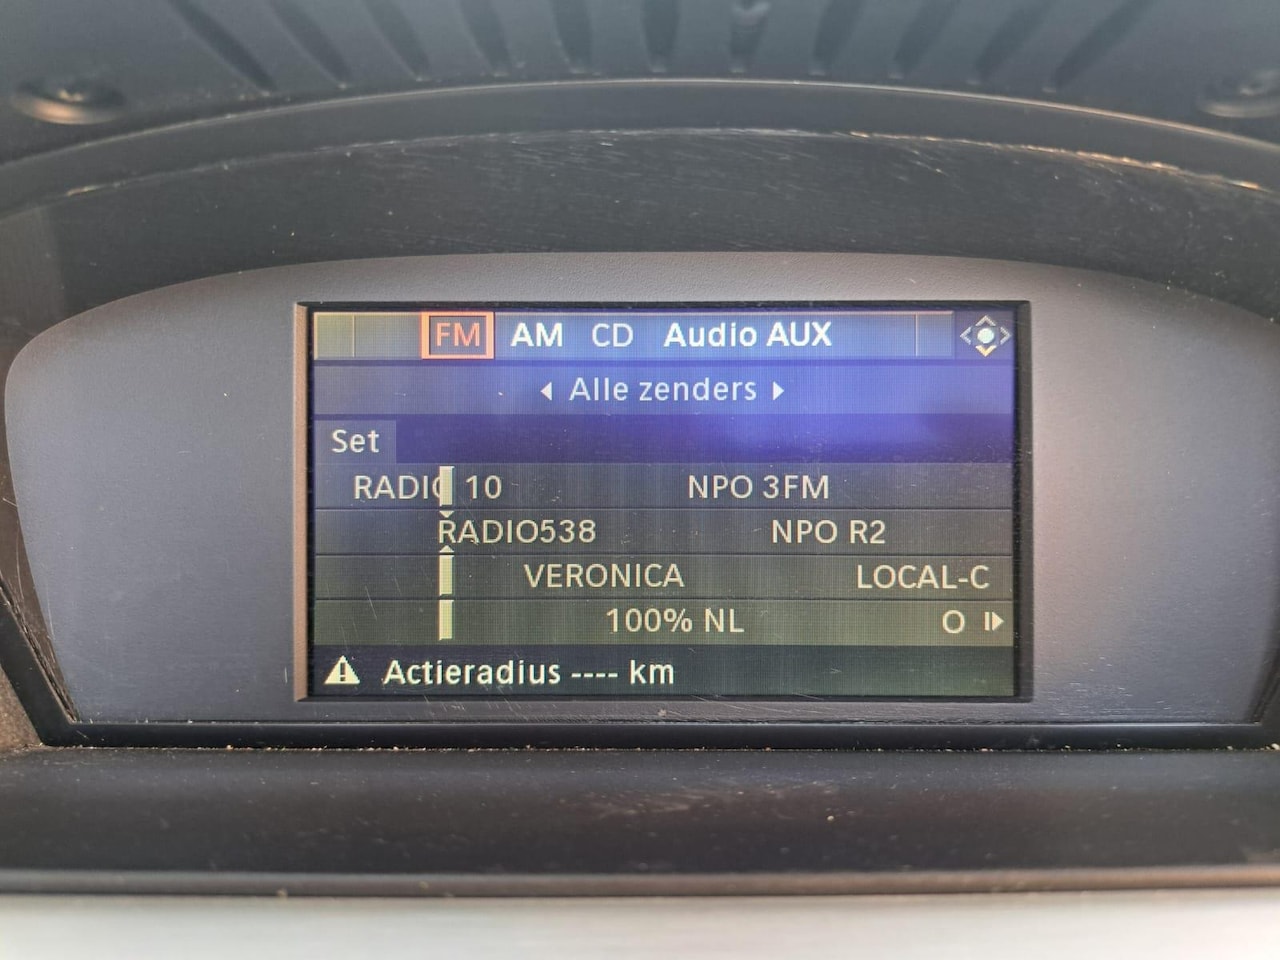 FM AM CD Audio AUX
Alle zenders
Set
RADIO 10 NPO 3FM
RADIO538 NPO R2
VERONICA LOCAL-C
100% NL O
Actieradius ---- km